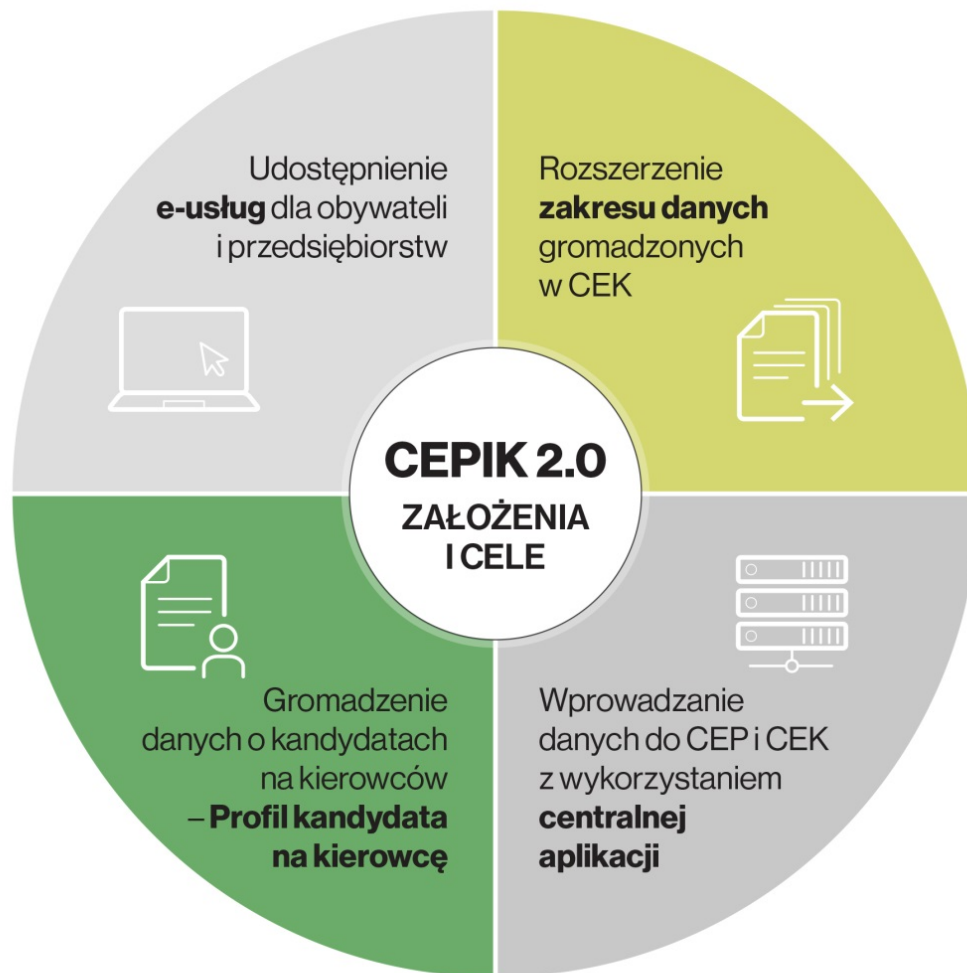 Udostępnienie
e-usług dla obywateli
i przedsiębiorstw
Rozszerzenie
zakresu danych
gromadzonych
w CEK
CEPIK 2.0
ZAŁOŻENIA
I CELE
Gromadzenie
danych o kandydatach
na kierowców
– Profil kandydata
na kierowcę
Wprowadzanie
danych do CEP i CEK
z wykorzystaniem
centralnej
aplikacji